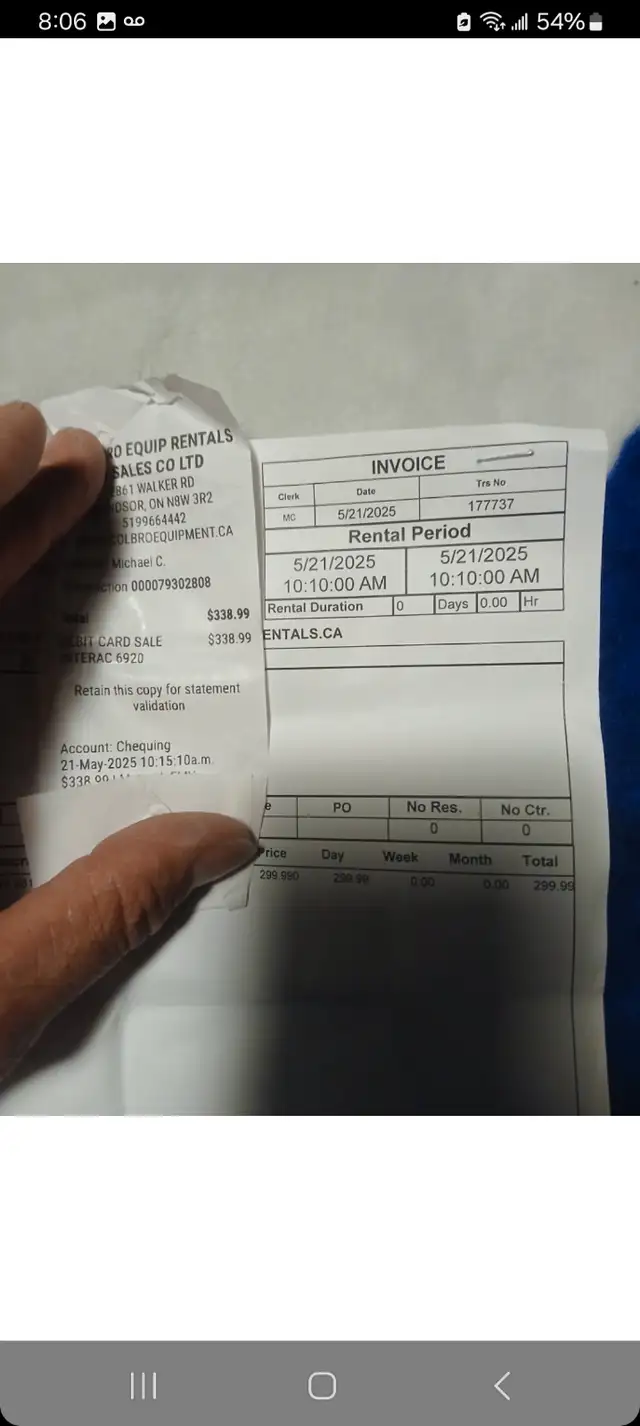 8:06
54%
RO EQUIP RENTALS
SALES CO LTD
2861 WALKER RD
DSOR, ON N8W 3R2
5199664442
COLBROEQUIPMENT.CA
Michael C.
ction 000079302808
$338.99
BIT CARD SALE $338.99
TERAC 6920
Retain this copy for statement
validation
Account: Chequing
21-May-2025 10:15:10a.m.
$338.99
INVOICE
Clerk Date Trs No
MC 5/21/2025 177737
Rental Period
5/21/2025 5/21/2025
10:10:00 AM 10:10:00 AM
Rental Duration 0 Days 0.00 Hr
ENTALS.CA
e PO No Res. No Ctr.
0 0
Price Day Week Month Total
299.990 299.99 0.00 0.00 299.99